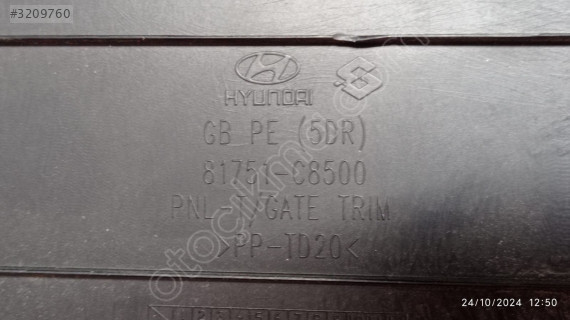 #3209760
HYUNDAI
GB PE (5DR)
81751-C8500
PNL-T/GATE TRIM
>PP-TD20<
24/10/2024 12:50